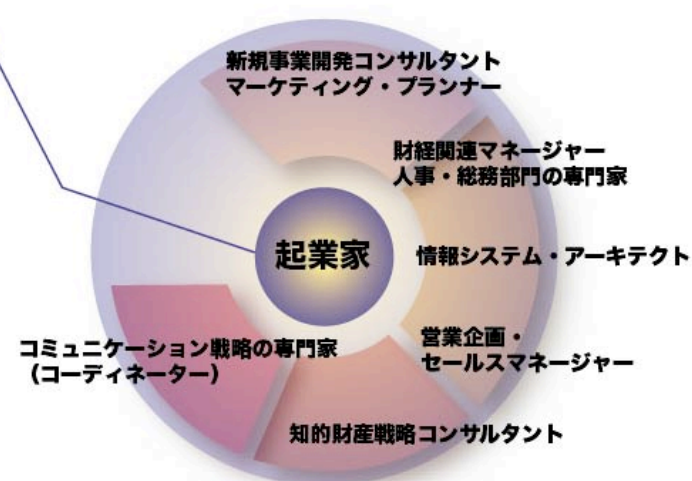 新規事業開発コンサルタント
マーケティング・プランナー
財経関連マネージャー
人事・総務部門の専門家
起業家
情報システム・アーキテクト
営業企画・
セールスマネージャー
コミュニケーション戦略の専門家
(コーディネーター)
知的財産戦略コンサルタント